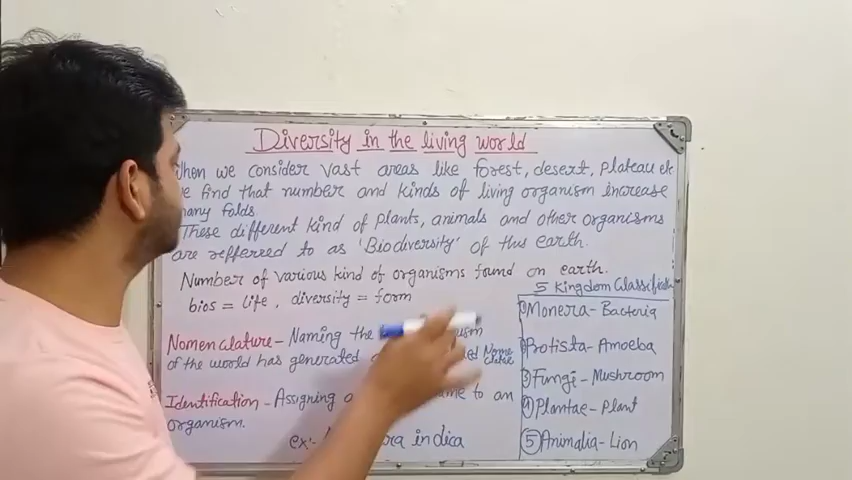 Diversity in the living world
When we consider vast areas like forest, desert, plateau etc
we find that number and kinds of living organism increase
many folds.
These different kind of plants, animals and other organisms
are refferred to as 'Biodiversity' of this earth.
Number of various kind of organisms found on earth.
bios = life, diversity = form
Nomenclature - Naming the
of the world has generated
Identification - Assigning to an
organism.
ex:- indica
5 Kingdom Classification
① Monera - Bacteria
② Protista - Amoeba
③ Fungi - Mushroom
④ Plantae - Plant
⑤ Animalia - Lion